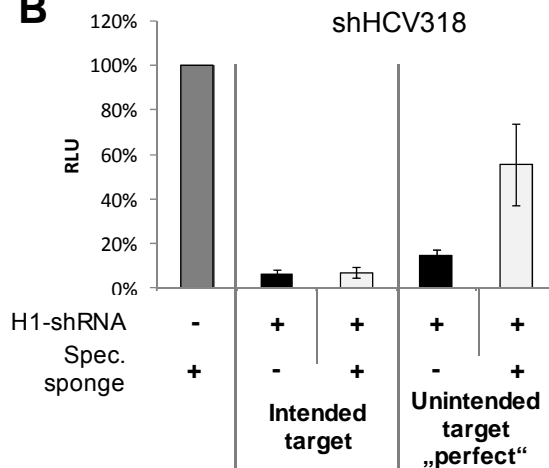 B
shHCV318
120%
100%
80%
60%
40%
20%
0%
RLU
H1-shRNA - + + + +
Spec.
sponge + - + - +
Intended
target
Unintended
target
„perfect“